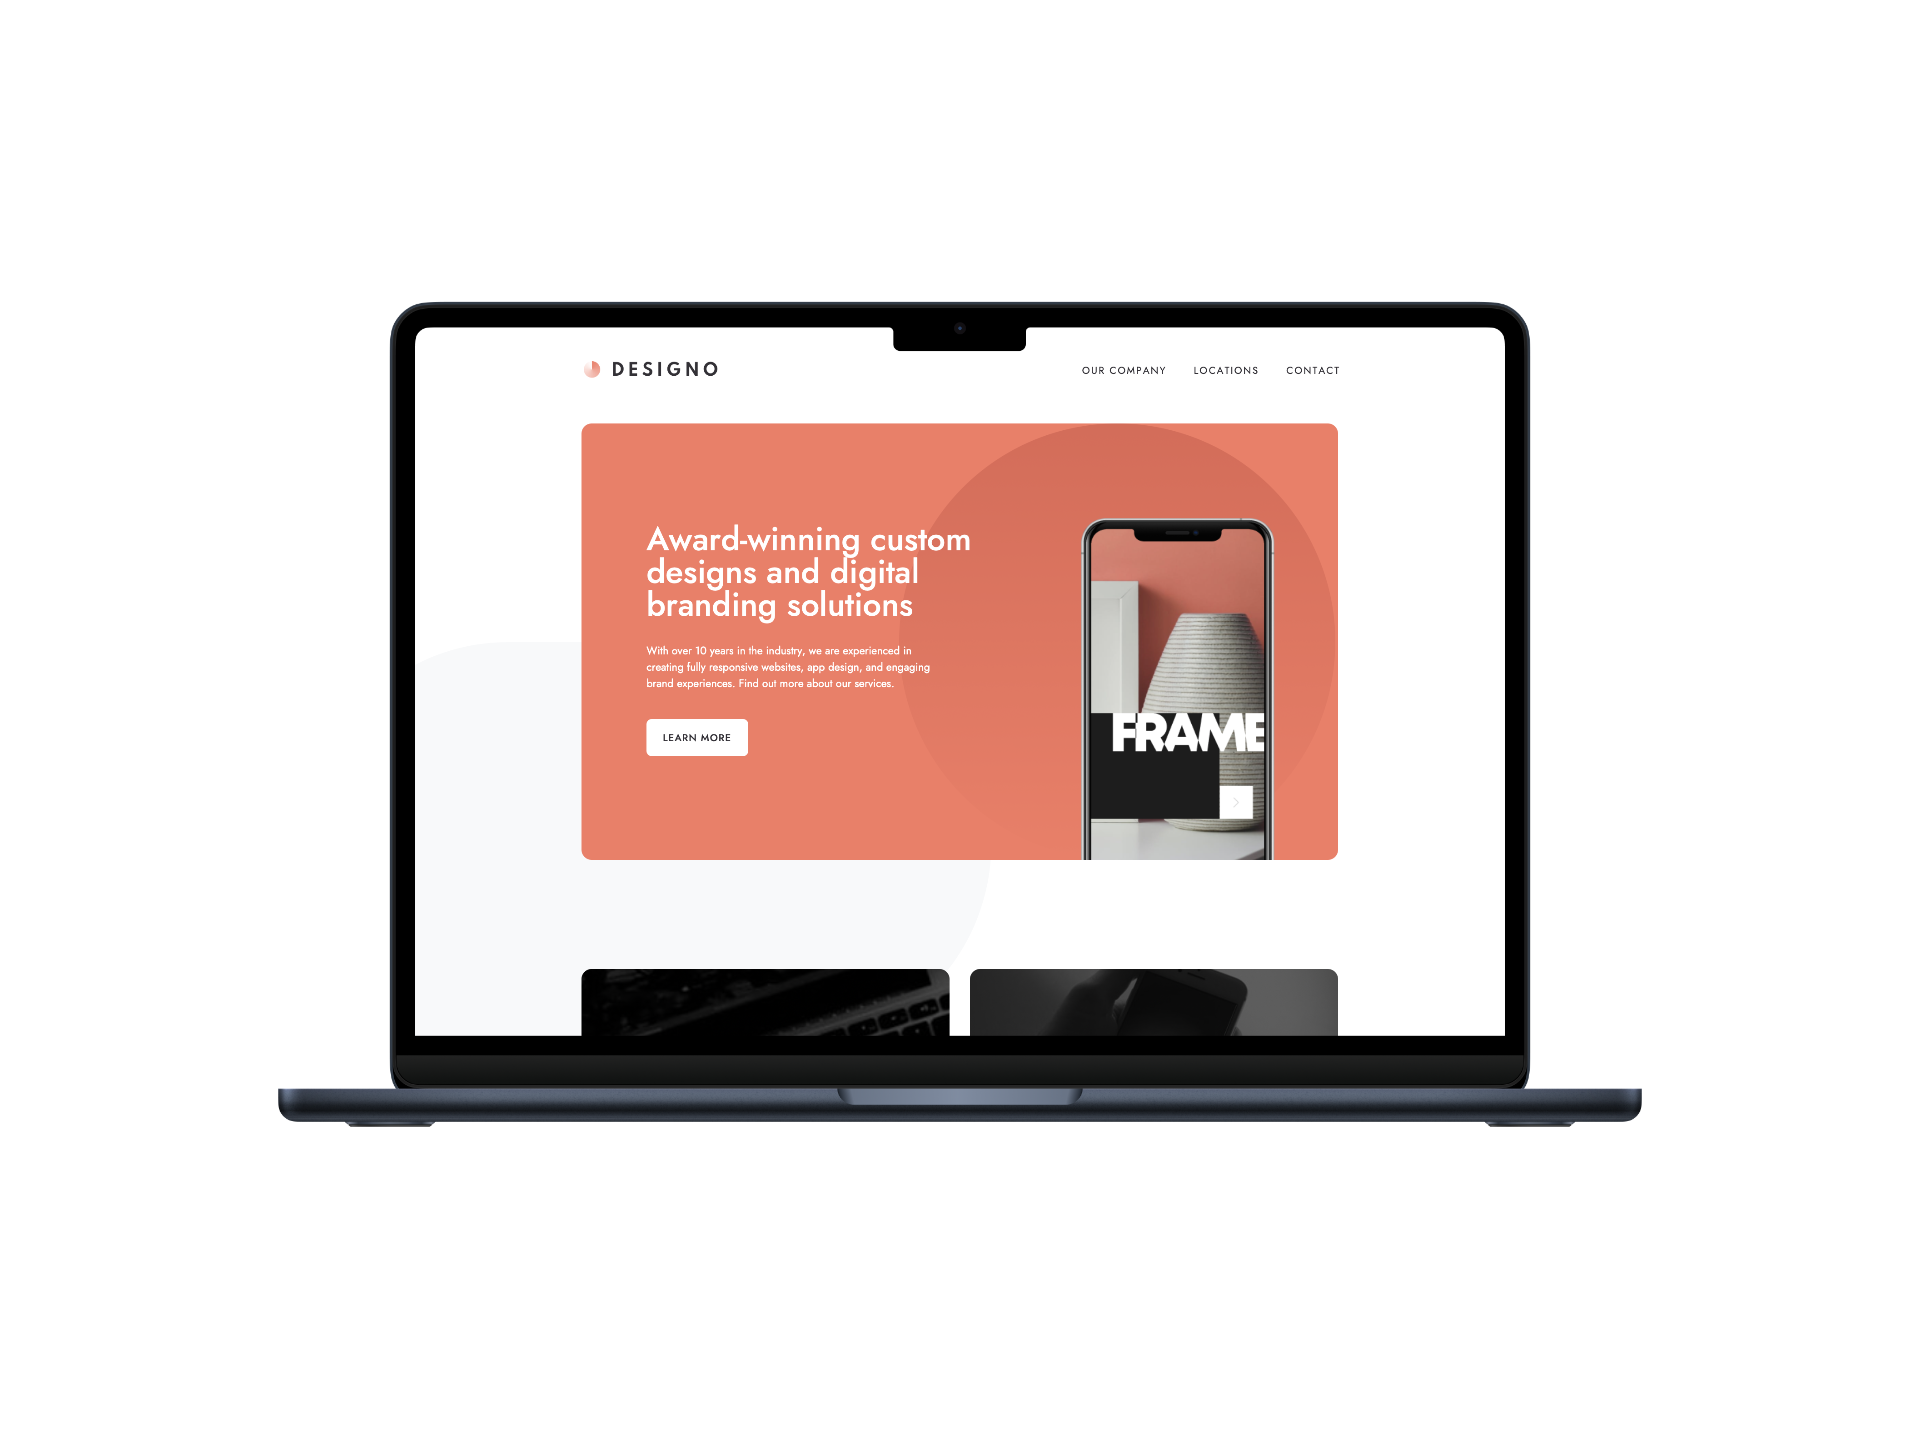 DESIGNO
OUR COMPANY LOCATIONS CONTACT
Award-winning custom
designs and digital
branding solutions
With over 10 years in the industry, we are experienced in
creating fully responsive websites, app design, and engaging
brand experiences. Find out more about our services.
LEARN MORE
FRAME